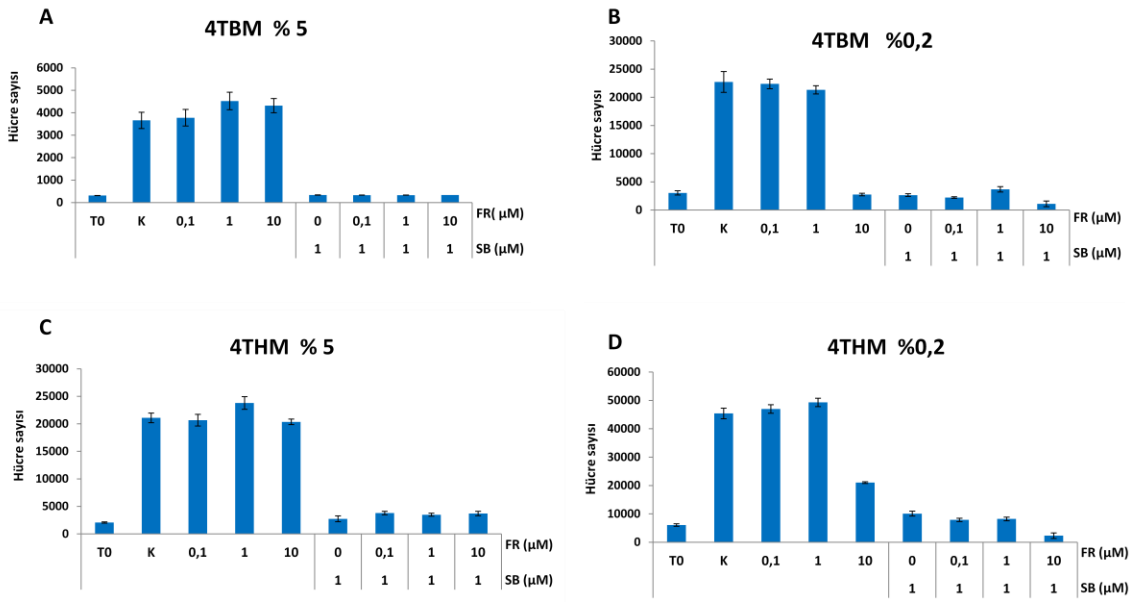 A
4TBM % 5
Hücre sayısı
6000
5000
4000
3000
2000
1000
0
T0 K 0,1 1 10 0 0,1 1 10 FR( µM)
1 1 1 1 SB (µM)
B
4TBM %0,2
Hücre sayısı
30000
25000
20000
15000
10000
5000
0
T0 K 0,1 1 10 0 0,1 1 10 FR (µM)
1 1 1 1 SB (µM)
C
4THM % 5
Hücre sayısı
30000
25000
20000
15000
10000
5000
0
T0 K 0,1 1 10 0 0,1 1 10 FR (µM)
1 1 1 1 SB (µM)
D
4THM %0,2
Hücre sayısı
60000
50000
40000
30000
20000
10000
0
T0 K 0,1 1 10 0 0,1 1 10 FR (µM)
1 1 1 1 SB (µM)